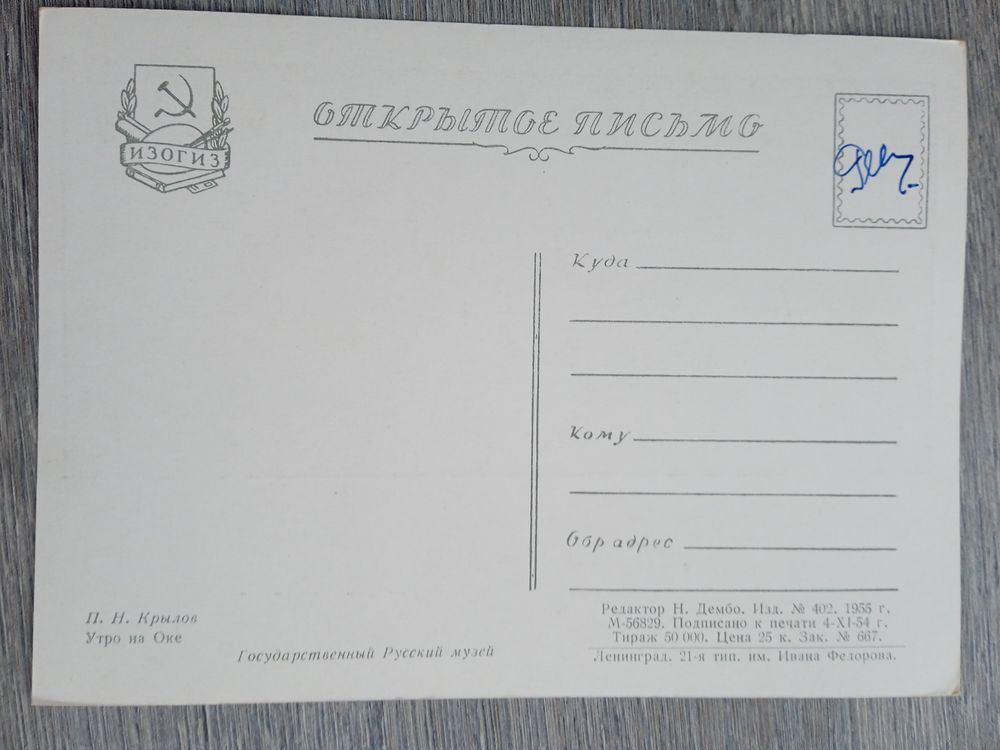 ИЗОГИЗ
ОТКРЫТОЕ ПИСЬМО
Куда
Кому
Обр адрес
П. Н. Крылов
Утро на Оке
Государственный Русский музей
Редактор Н. Дембо. Изд. № 402. 1955 г.
М-56829. Подписано к печати 4-XI-54 г.
Тираж 50 000. Цена 25 к. Зак. № 667.
Ленинград. 21-я тип. им. Ивана Федорова.